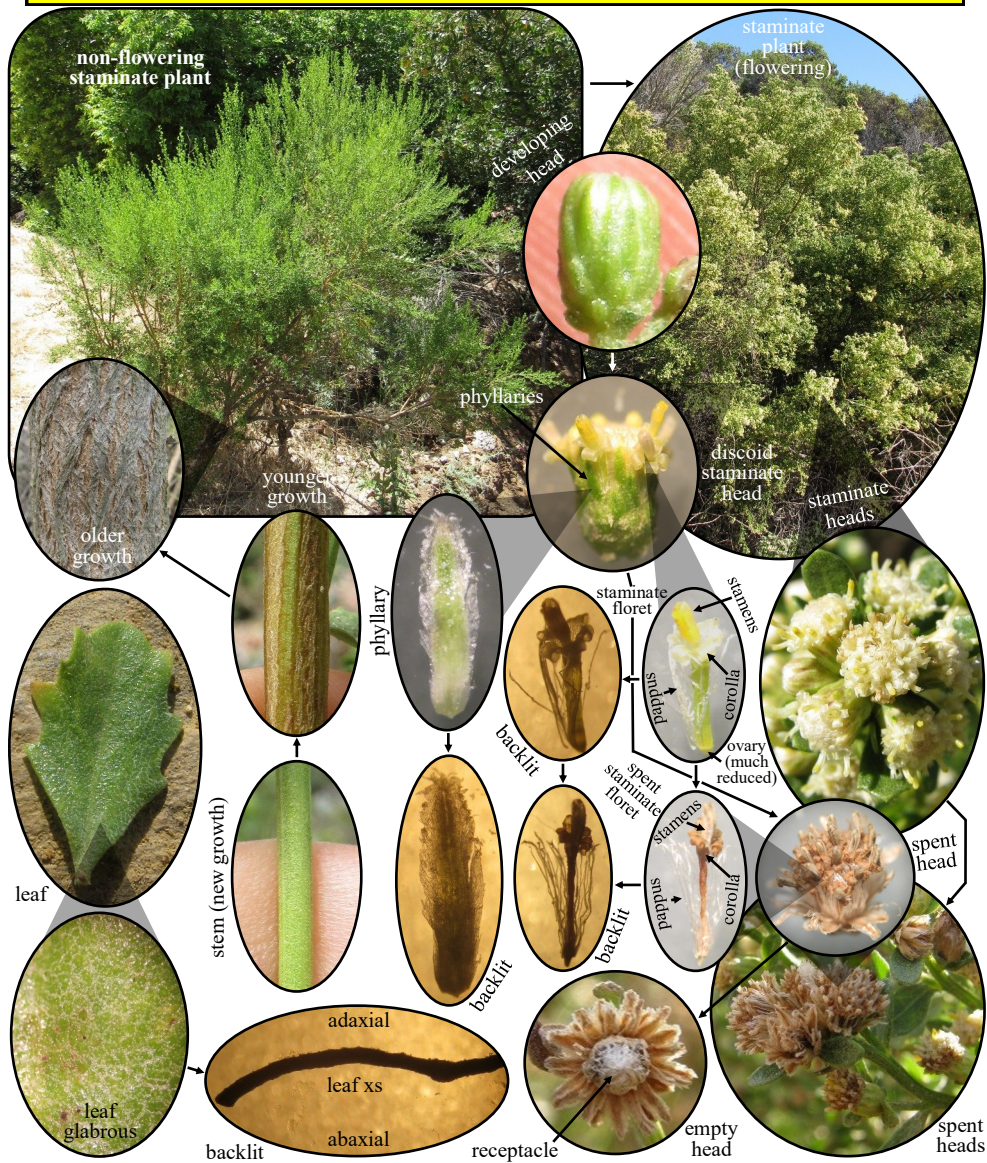 non-flowering
staminate plant
staminate
plant
(flowering)
developing
head
phyllaries
discoid
staminate
head
staminate
heads
younger
growth
older
growth
phyllary
staminate
floret
stamens
pappus
corolla
ovary
(much
reduced)
backlit
spent
staminate
floret
stamens
pappus
corolla
backlit
spent
head
leaf
stem (new growth)
backlit
leaf
glabrous
adaxial
leaf xs
abaxial
backlit
receptacle
empty
head
spent
heads